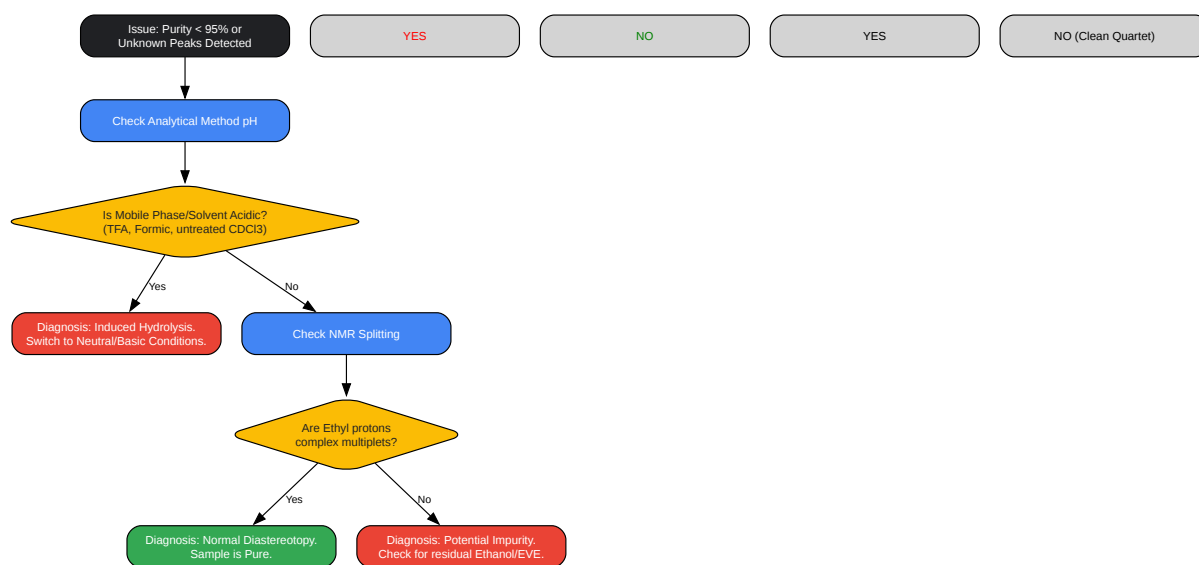 Issue: Purity < 95% or
Unknown Peaks Detected
YES
NO
YES
NO (Clean Quartet)
Check Analytical Method pH
Is Mobile Phase/Solvent Acidic?
(TFA, Formic, untreated CDCl3)
Yes
No
Diagnosis: Induced Hydrolysis.
Switch to Neutral/Basic Conditions.
Check NMR Splitting
Are Ethyl protons
complex multiplets?
Yes
No
Diagnosis: Normal Diastereotopy.
Sample is Pure.
Diagnosis: Potential Impurity.
Check for residual Ethanol/EVE.